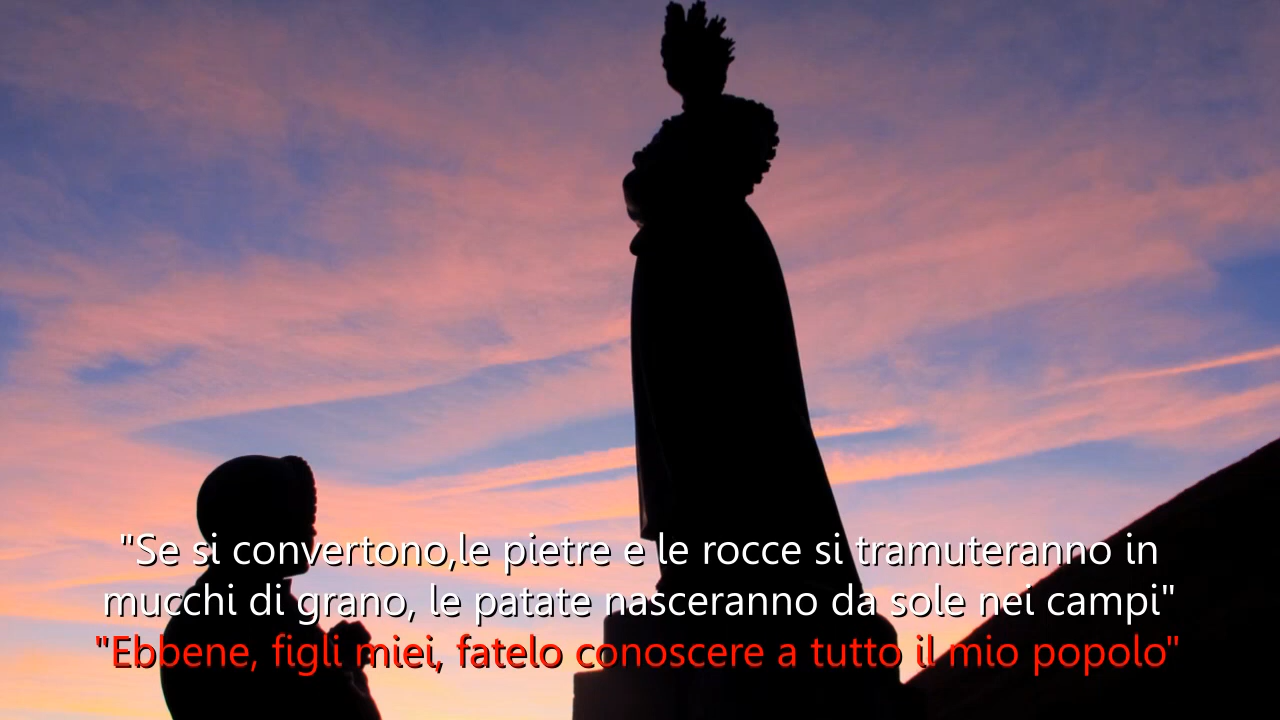 "Se si convertono,le pietre e le rocce si tramuteranno in
mucchi di grano, le patate nasceranno da sole nei campi"
"Ebbene, figli miei, fatelo conoscere a tutto il mio popolo"